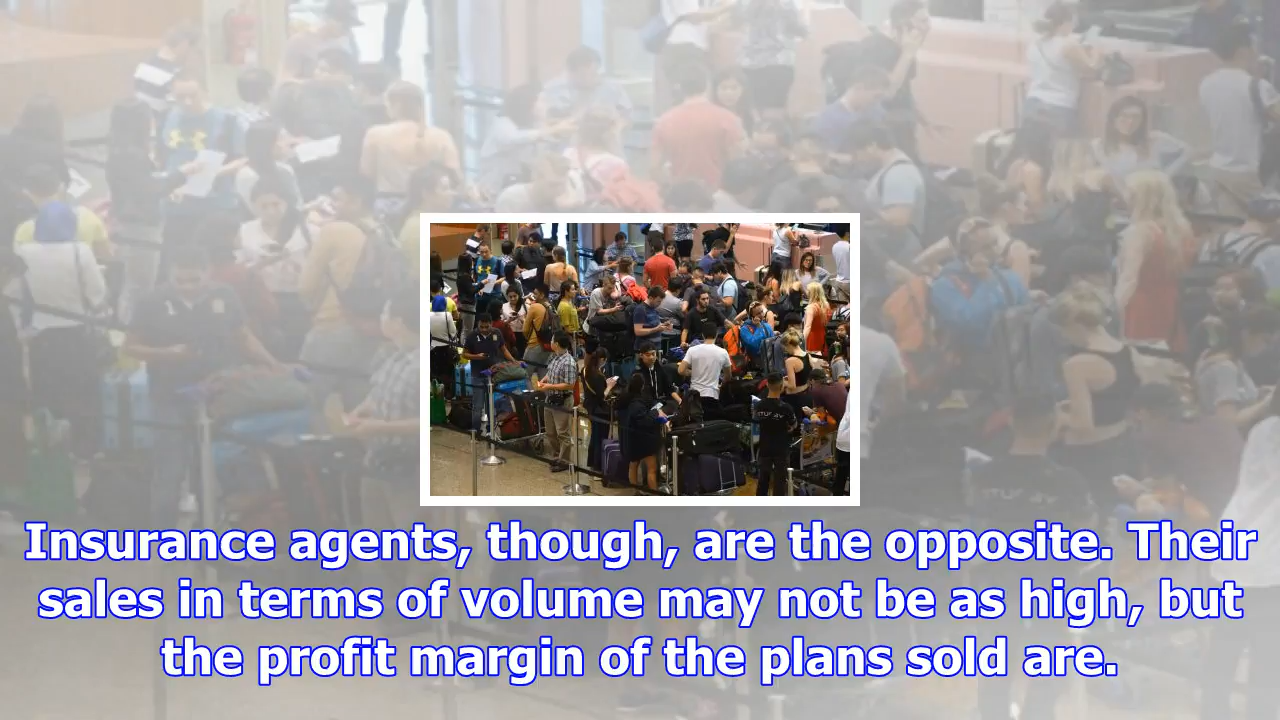 Insurance agents, though, are the opposite. Their
sales in terms of volume may not be as high, but
the profit margin of the plans sold are.